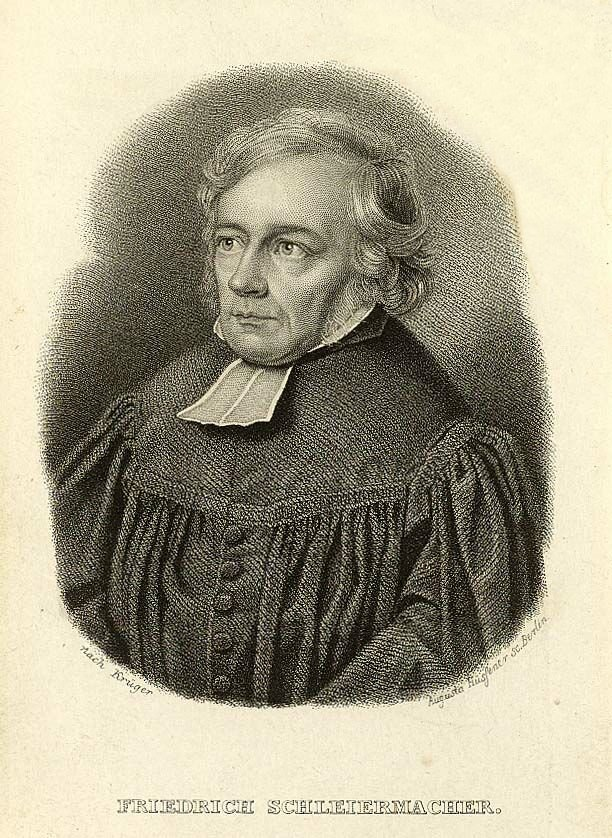 nach Krüger
Augusta Hüssener sc. Berlin
FRIEDRICH SCHLEIERMACHER.